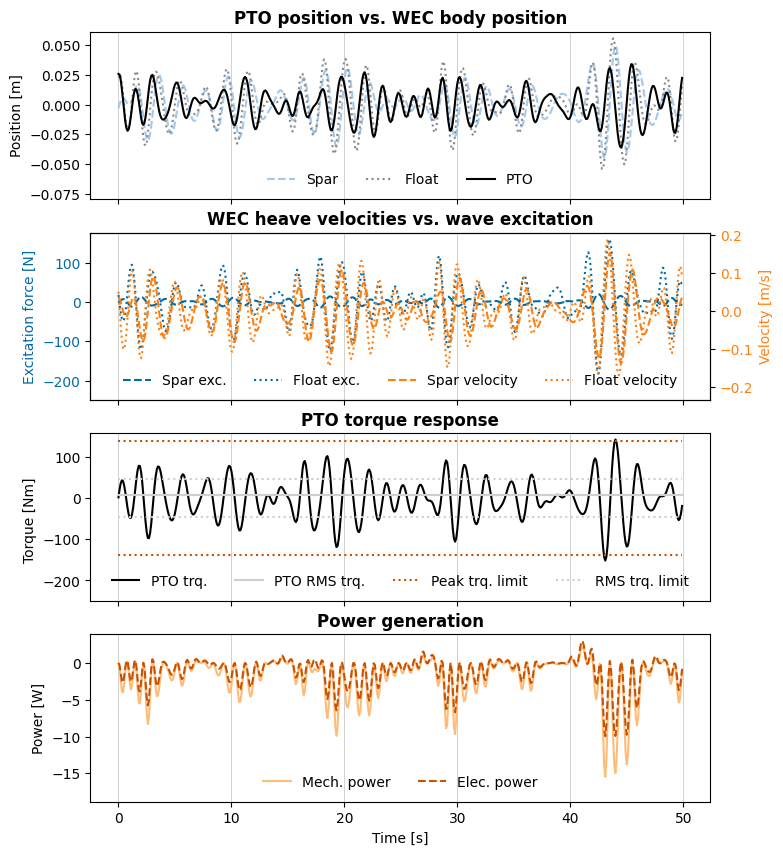 PTO position vs. WEC body position
Position [m]
0.050
0.025
0.000
−0.025
−0.050
−0.075
Spar Float PTO
WEC heave velocities vs. wave excitation
Excitation force [N]
100
0
−100
−200
0.2
0.1
0.0
−0.1
−0.2
Velocity [m/s]
Spar exc. Float exc. Spar velocity Float velocity
PTO torque response
Torque [Nm]
100
0
−100
−200
PTO trq. PTO RMS trq. Peak trq. limit RMS trq. limit
Power generation
Power [W]
0
−5
−10
−15
Mech. power Elec. power
0 10 20 30 40 50
Time [s]